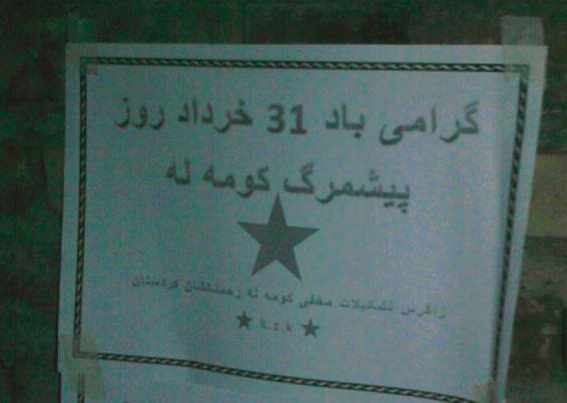 گرامی باد 31 خرداد روز
پیشمرگ کومه له
زاگرس تشکیلات مخفی کومه له زحمتکشان کردستان
k.z.k